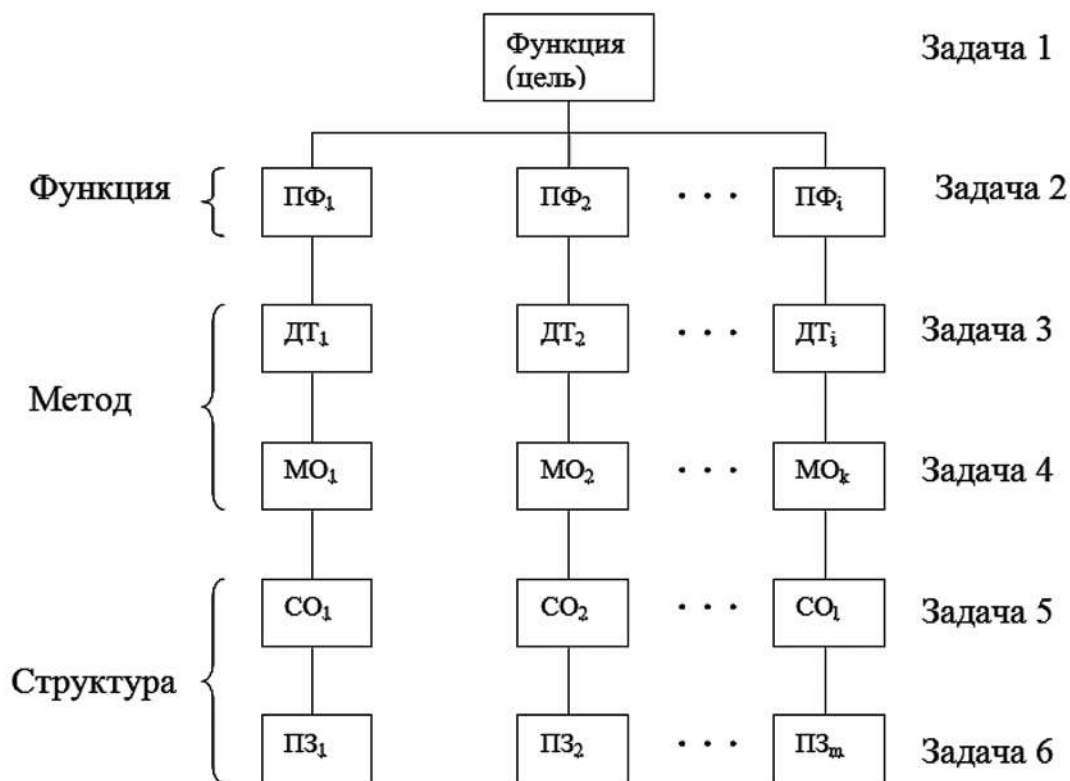 Функция
(цель)
Задача 1
Функция
ПФ₁
ПФ₂
. . .
ПФᵢ
Задача 2
ДТ₁
ДТ₂
. . .
ДТᵢ
Задача 3
Метод
МО₁
МО₂
. . .
МОₖ
Задача 4
СО₁
СО₂
. . .
СОₗ
Задача 5
Структура
ПЗ₁
ПЗ₂
. . .
ПЗₘ
Задача 6